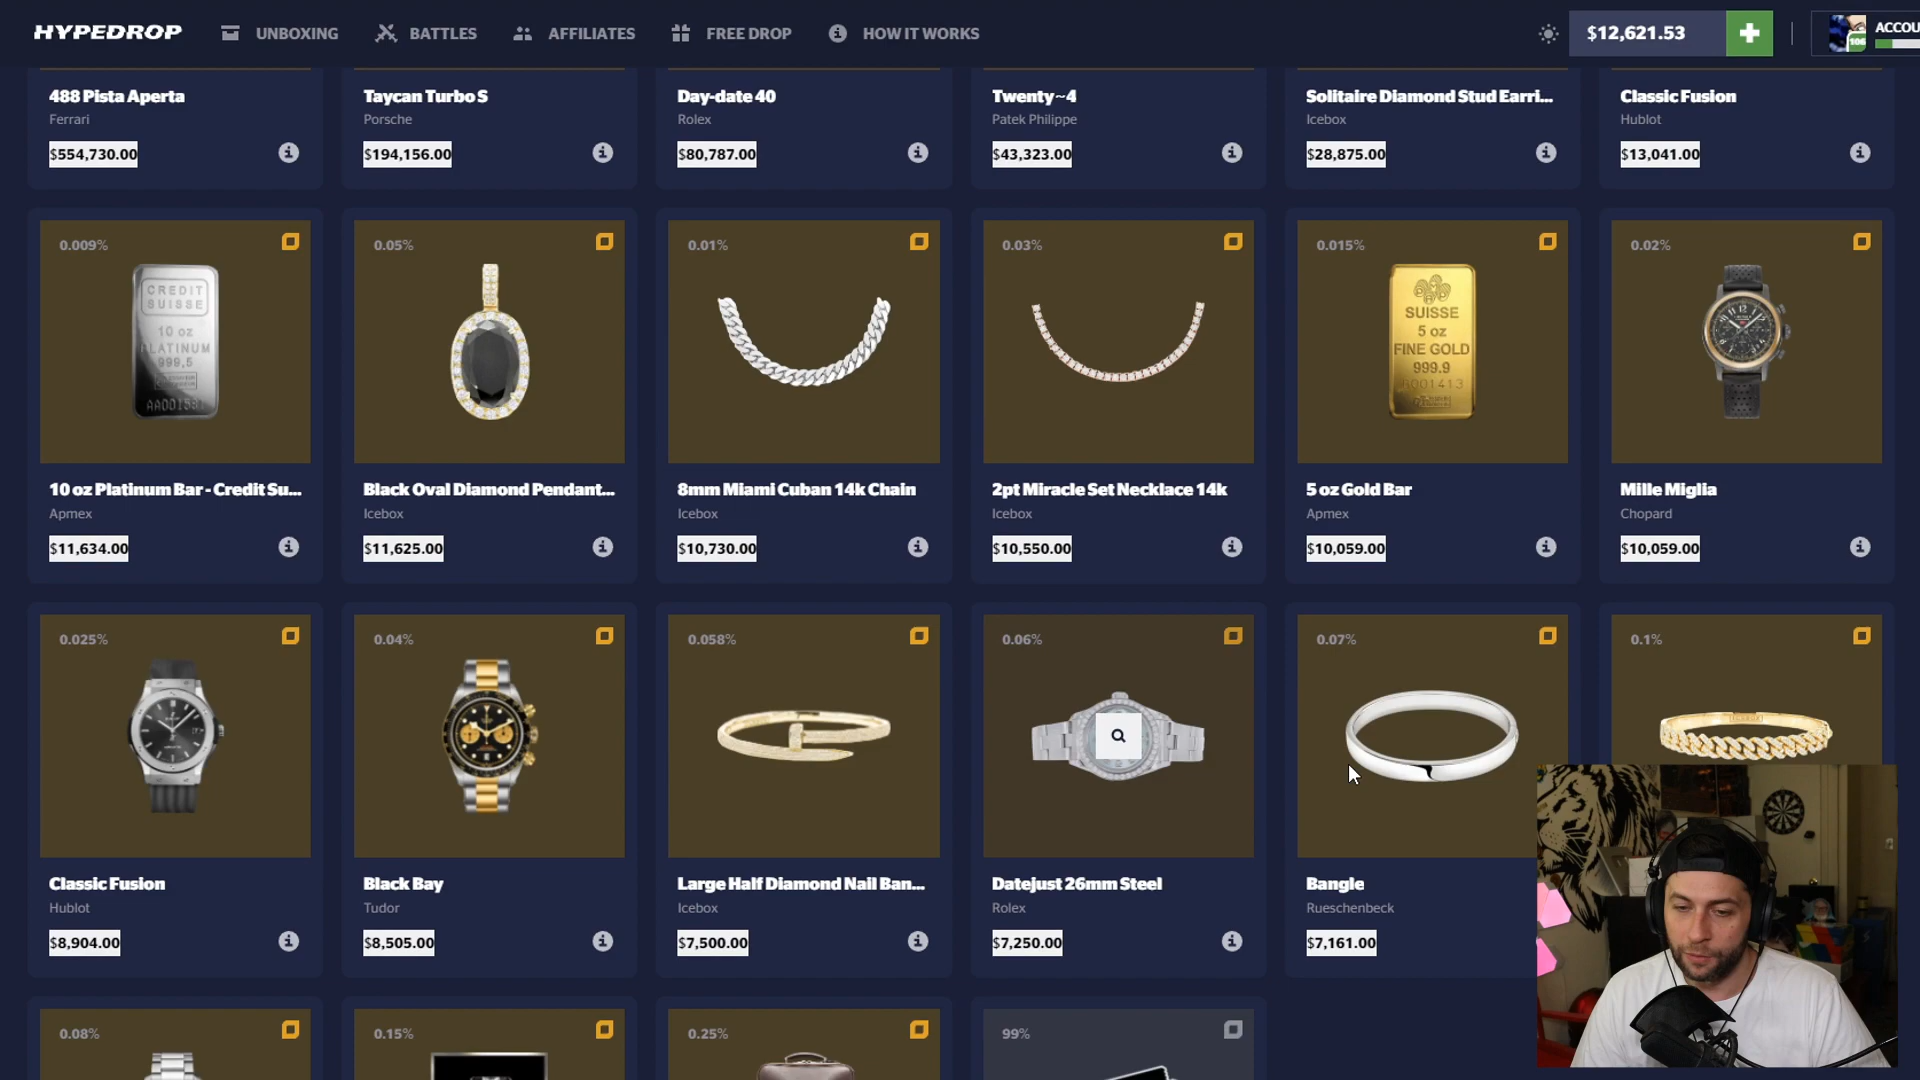 HYPEDROP
UNBOXING
BATTLES
AFFILIATES
FREE DROP
HOW IT WORKS
$12,621.53
ACCOU
106
488 Pista Aperta
Ferrari
$554,730.00
Taycan Turbo S
Porsche
$194,156.00
Day-date 40
Rolex
$80,787.00
Twenty~4
Patek Philippe
$43,323.00
Solitaire Diamond Stud Earri...
Icebox
$28,875.00
Classic Fusion
Hublot
$13,041.00
0.009%
CREDIT
SUISSE
10 oz
PLATINUM
999,5
10 oz Platinum Bar - Credit Su...
Apmex
$11,634.00
0.05%
Black Oval Diamond Pendant...
Icebox
$11,625.00
0.01%
8mm Miami Cuban 14k Chain
Icebox
$10,730.00
0.03%
2pt Miracle Set Necklace 14k
Icebox
$10,550.00
0.015%
SUISSE
5 oz
FINE GOLD
999.9
A001413
5 oz Gold Bar
Apmex
$10,059.00
0.02%
Mille Miglia
Chopard
$10,059.00
0.025%
Classic Fusion
Hublot
$8,904.00
0.04%
Black Bay
Tudor
$8,505.00
0.058%
Large Half Diamond Nail Ban...
Icebox
$7,500.00
0.06%
Datejust 26mm Steel
Rolex
$7,250.00
0.07%
Bangle
Rueschenbeck
$7,161.00
0.1%
0.08%
0.15%
0.25%
99%